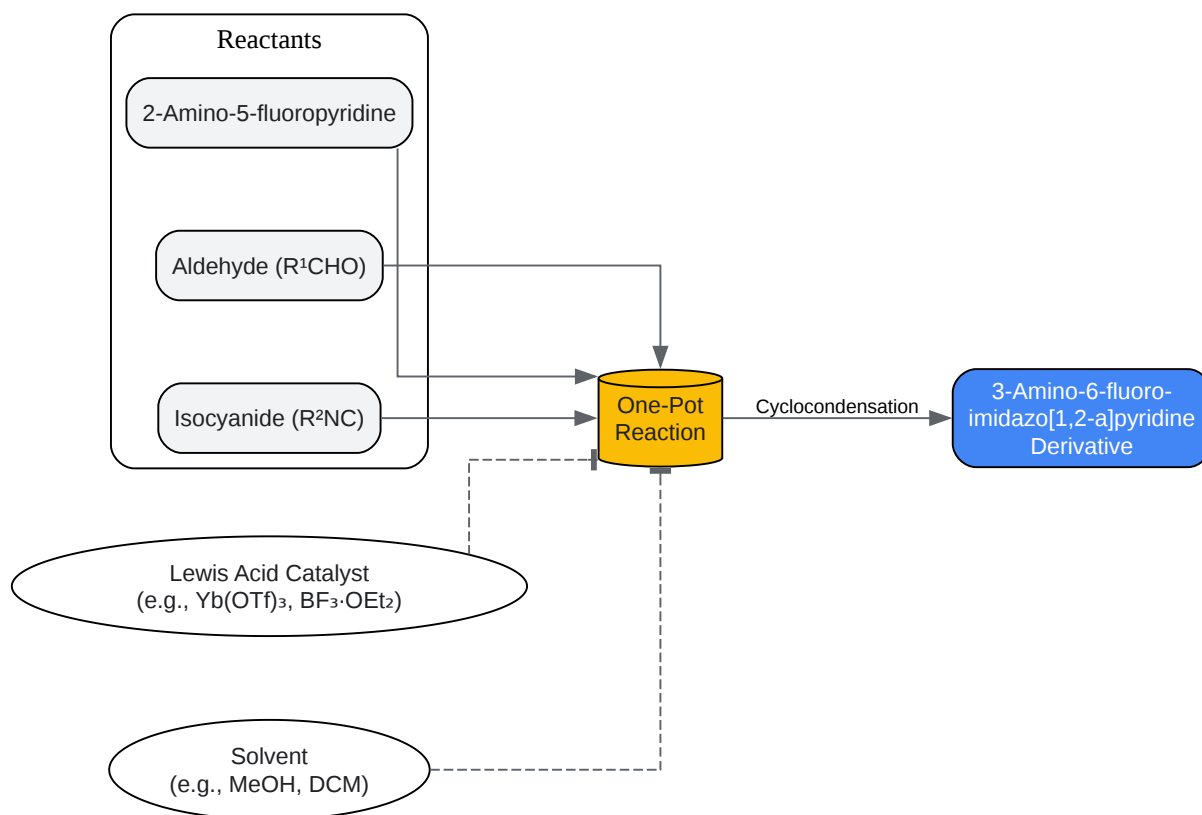 Reactants
2-Amino-5-fluoropyridine
Aldehyde (R¹CHO)
Isocyanide (R²NC)
One-Pot
Reaction
Cyclocondensation
3-Amino-6-fluoro-
imidazo[1,2-a]pyridine
Derivative
Lewis Acid Catalyst
(e.g., Yb(OTf)₃, BF₃·OEt₂)
Solvent
(e.g., MeOH, DCM)